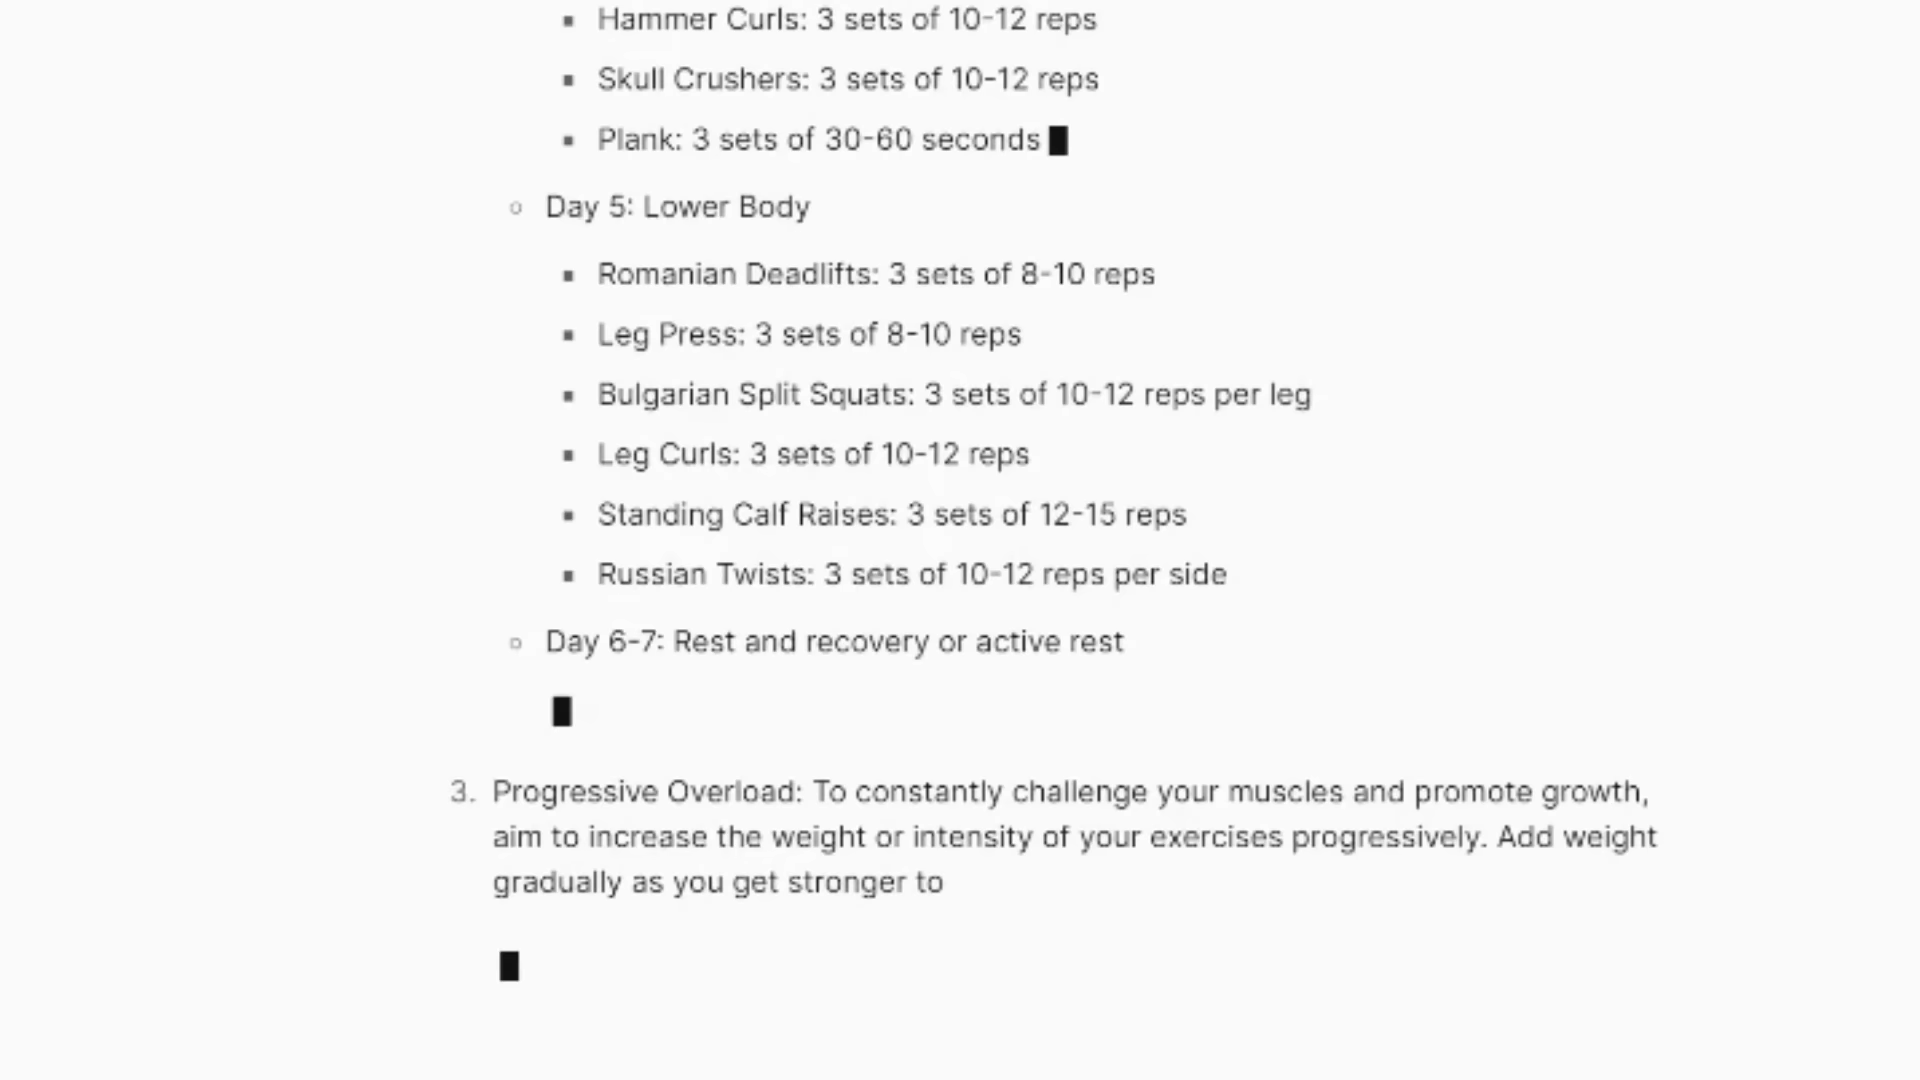 Hammer Curls: 3 sets of 10-12 reps
Skull Crushers: 3 sets of 10-12 reps
Plank: 3 sets of 30-60 seconds
Day 5: Lower Body
Romanian Deadlifts: 3 sets of 8-10 reps
Leg Press: 3 sets of 8-10 reps
Bulgarian Split Squats: 3 sets of 10-12 reps per leg
Leg Curls: 3 sets of 10-12 reps
Standing Calf Raises: 3 sets of 12-15 reps
Russian Twists: 3 sets of 10-12 reps per side
Day 6-7: Rest and recovery or active rest
3. Progressive Overload: To constantly challenge your muscles and promote growth,
aim to increase the weight or intensity of your exercises progressively. Add weight
gradually as you get stronger to